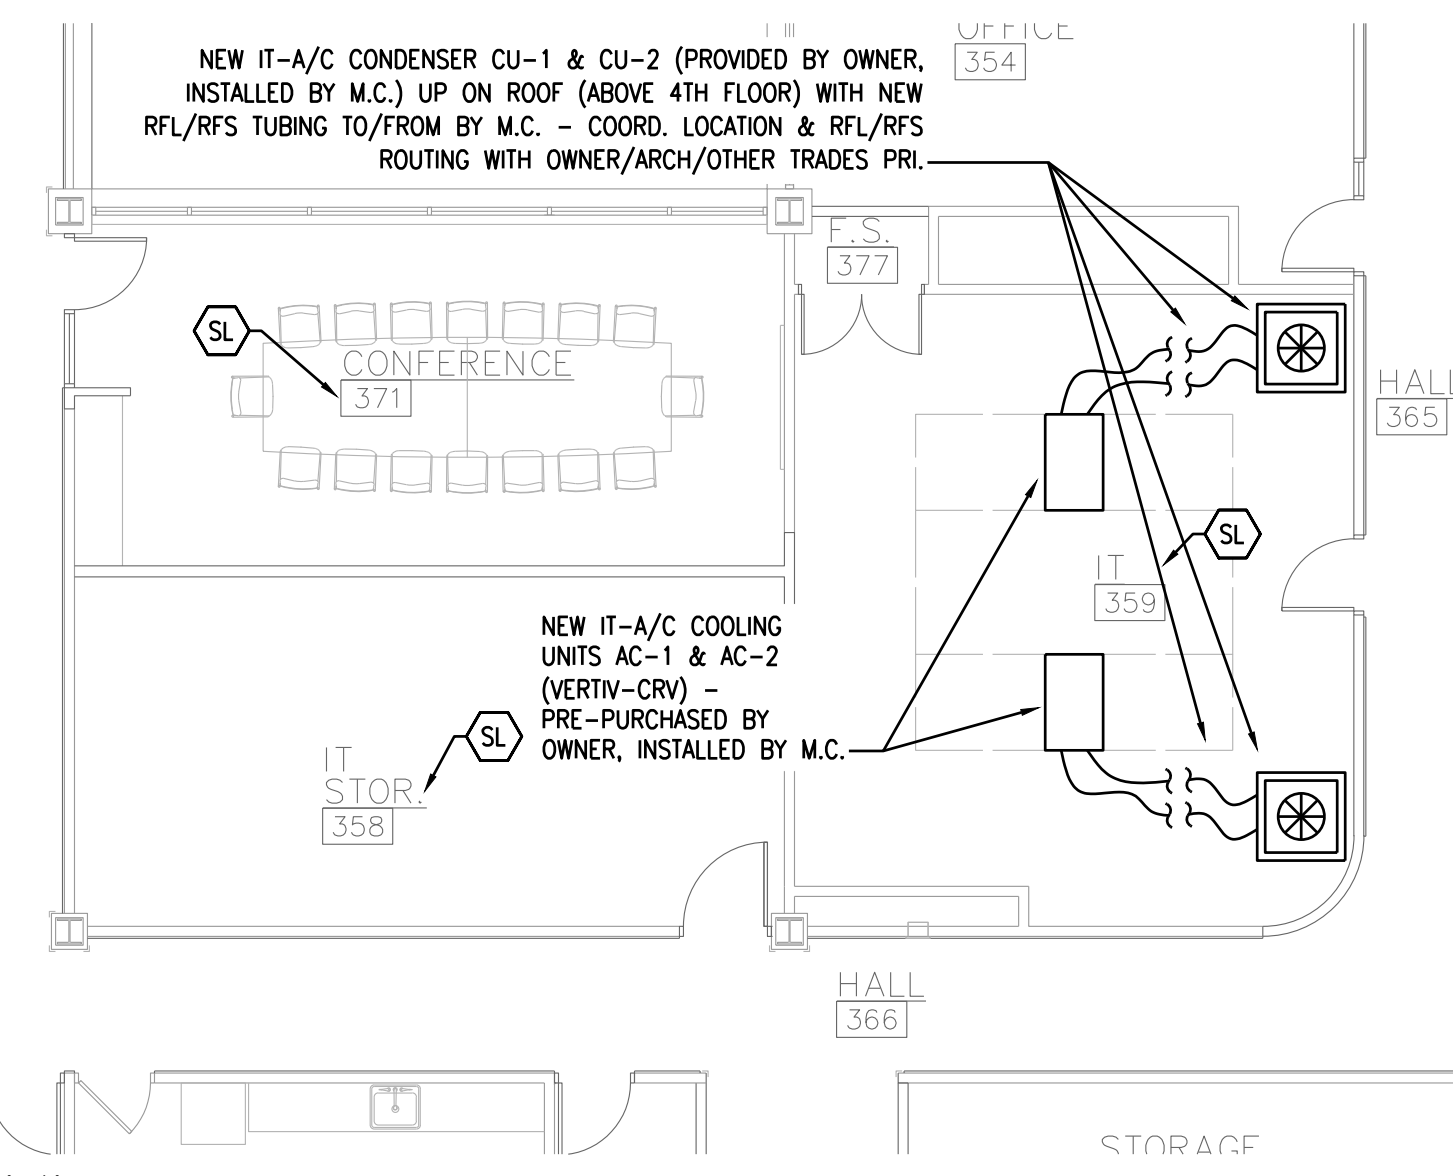 OFFICE
354
NEW IT-A/C CONDENSER CU-1 & CU-2 (PROVIDED BY OWNER,
INSTALLED BY M.C.) UP ON ROOF (ABOVE 4TH FLOOR) WITH NEW
RFL/RFS TUBING TO/FROM BY M.C. - COORD. LOCATION & RFL/RFS
ROUTING WITH OWNER/ARCH/OTHER TRADES PRI.
F.S.
377
SL
CONFERENCE
371
HALL
365
SL
IT
359
NEW IT-A/C COOLING
UNITS AC-1 & AC-2
(VERTIV-CRV) -
PRE-PURCHASED BY
OWNER, INSTALLED BY M.C.
SL
IT
STOR.
358
HALL
366
STORAGE